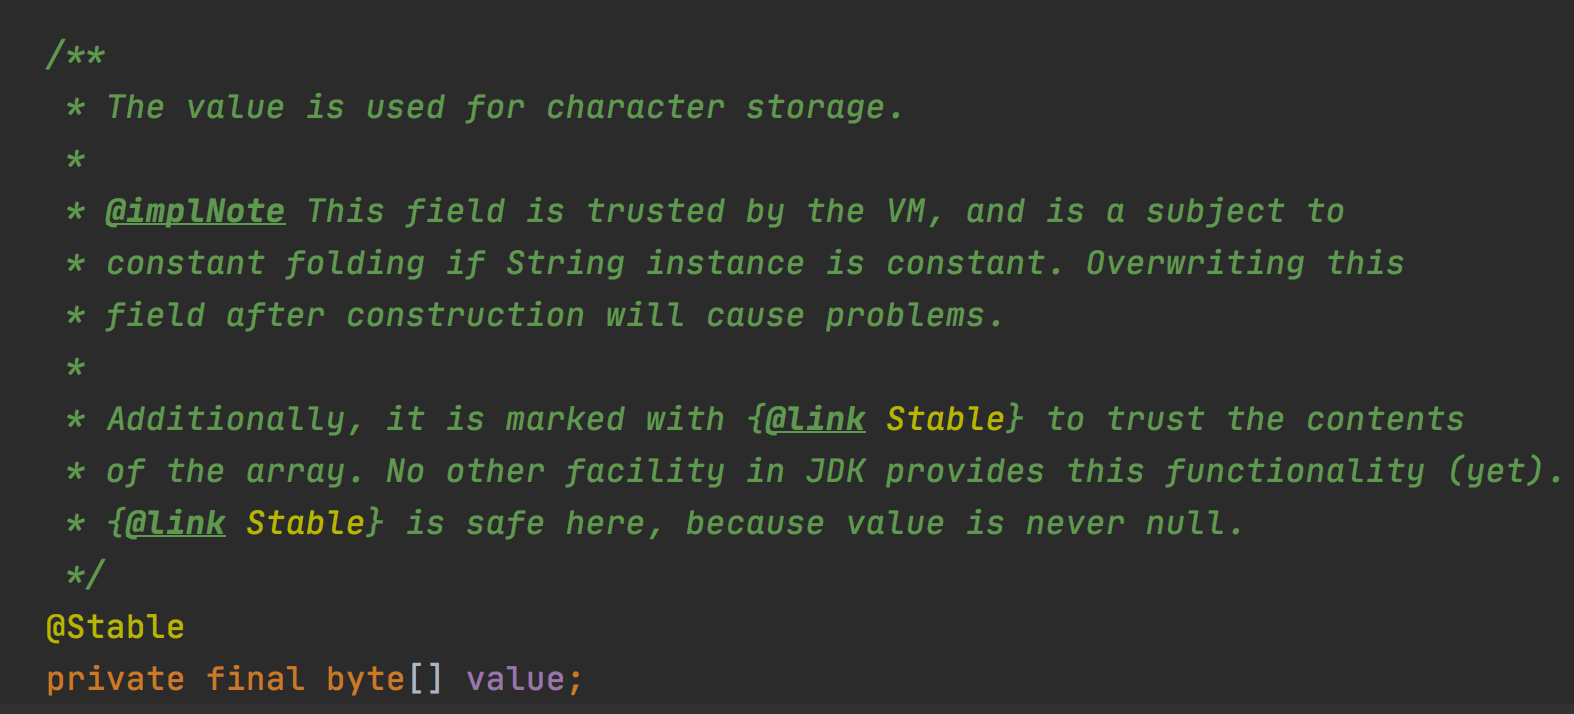 /**
 * The value is used for character storage.
 *
 * @implNote This field is trusted by the VM, and is a subject to
 * constant folding if String instance is constant. Overwriting this
 * field after construction will cause problems.
 *
 * Additionally, it is marked with {@link Stable} to trust the contents
 * of the array. No other facility in JDK provides this functionality (yet).
 * {@link Stable} is safe here, because value is never null.
 */
@Stable
private final byte[] value;